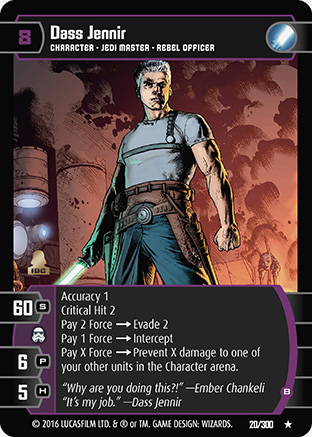 8
Dass Jennir
CHARACTER • JEDI MASTER • REBEL OFFICER
IDC
60 S
6 P
5 H
Accuracy 1
Critical Hit 2
Pay 2 Force → Evade 2
Pay 1 Force → Intercept
Pay X Force → Prevent X damage to one of
your other units in the Character arena.
“Why are you doing this?!” —Ember Chankeli
“It’s my job.” —Dass Jennir
B
© 2016 LUCASFILM LTD. & ® or TM. GAME DESIGN: WIZARDS. 20/300 ★